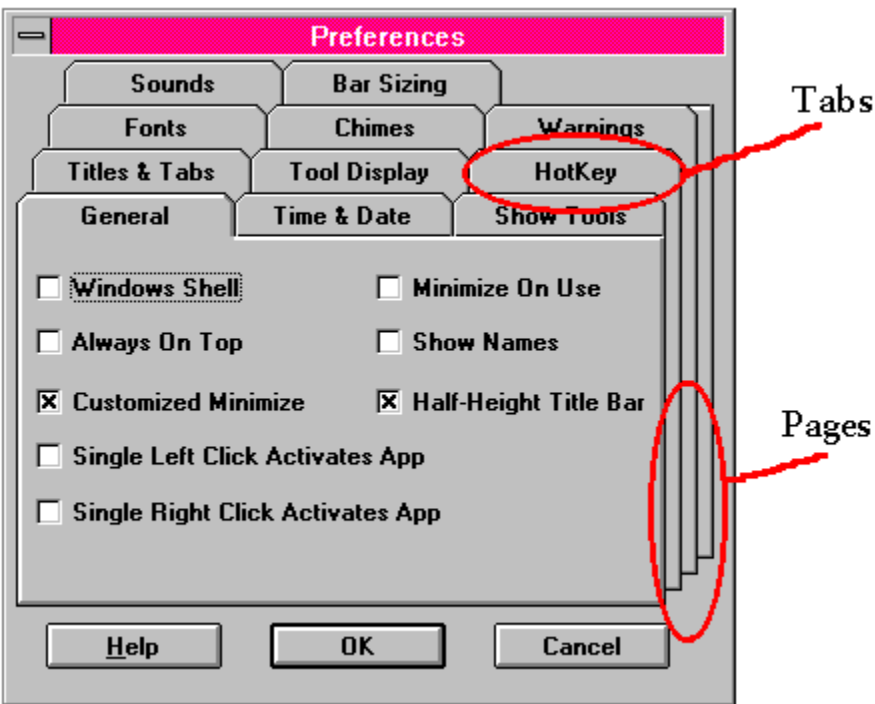 Preferences
Sounds Bar Sizing
Tabs
Fonts Chimes Warnings
Titles & Tabs Tool Display HotKey
General Time & Date Show Tools
Windows Shell Minimize On Use
Always On Top Show Names
Customized Minimize Half-Height Title Bar
Pages
Single Left Click Activates App
Single Right Click Activates App
Help OK Cancel